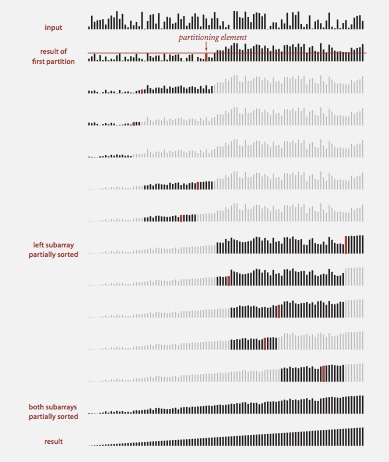 input
partitioning element
result of
first partition
left subarray
partially sorted
both subarrays
partially sorted
result